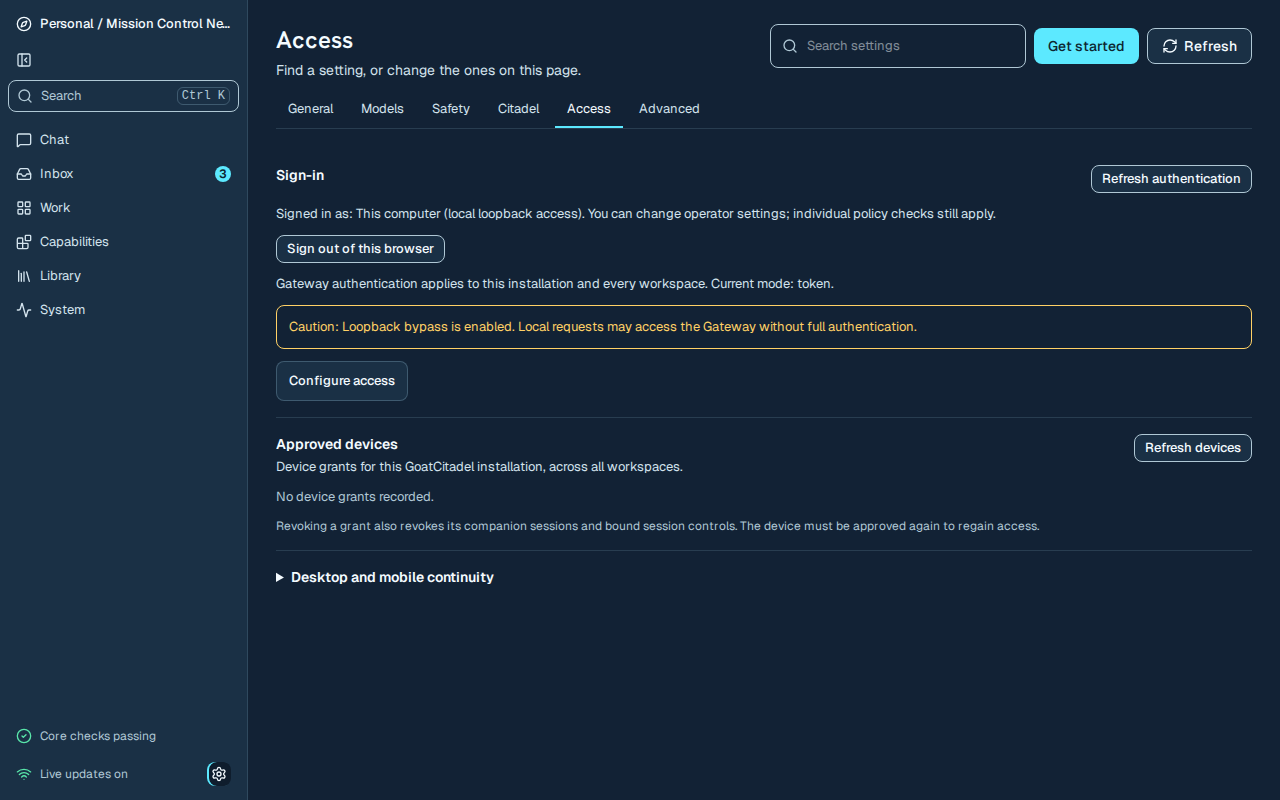 Personal / Mission Control Ne...
Search
Ctrl K
Chat
Inbox
3
Work
Capabilities
Library
System
Core checks passing
Live updates on
Access
Find a setting, or change the ones on this page.
Search settings
Get started
Refresh
General
Models
Safety
Citadel
Access
Advanced
Sign-in
Refresh authentication
Signed in as: This computer (local loopback access). You can change operator settings; individual policy checks still apply.
Sign out of this browser
Gateway authentication applies to this installation and every workspace. Current mode: token.
Caution: Loopback bypass is enabled. Local requests may access the Gateway without full authentication.
Configure access
Approved devices
Refresh devices
Device grants for this GoatCitadel installation, across all workspaces.
No device grants recorded.
Revoking a grant also revokes its companion sessions and bound session controls. The device must be approved again to regain access.
Desktop and mobile continuity